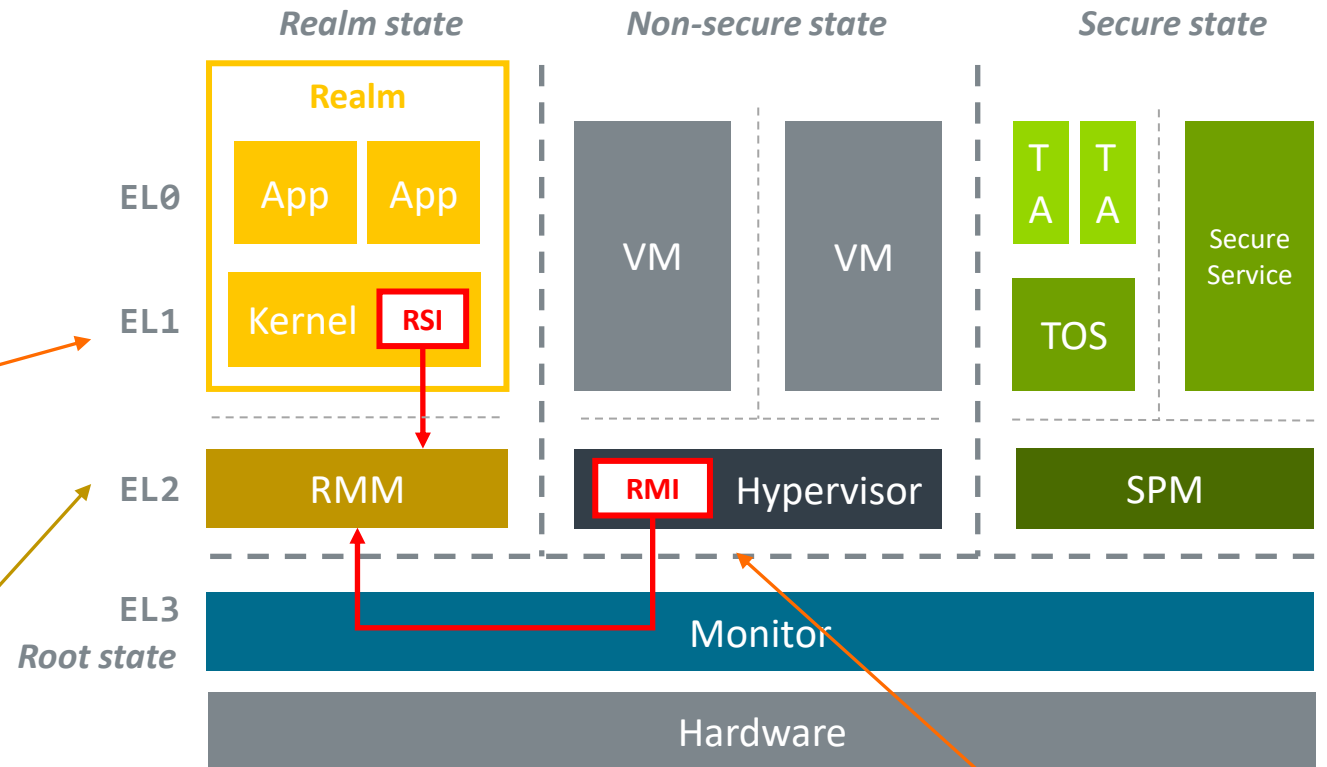 Realm state
Non-secure state
Secure state
Realm
EL0
App
App
VM
VM
T
A
T
A
Secure
Service
EL1
Kernel
RSI
TOS
EL2
RMM
RMI
Hypervisor
SPM
EL3
Root state
Monitor
Hardware